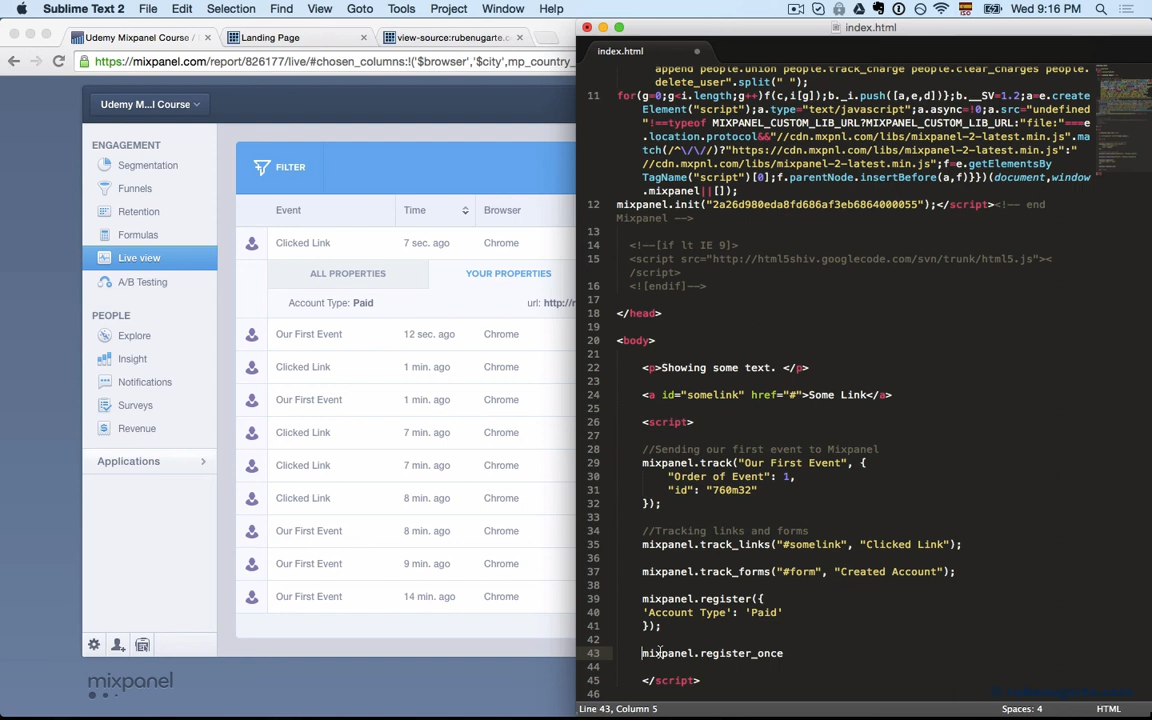 Sublime Text 2 File Edit Selection Find View Goto Tools Project Window Help
Wed 9:16 PM
Udemy Mixpanel Course / Landing Page view-source:rubenugarte.c
https://mixpanel.com/report/826177/live/#chosen_columns:!('$browser','$city',mp_country_
Udemy M...l Course
ENGAGEMENT
Segmentation
Funnels
Retention
Formulas
Live view
A/B Testing
PEOPLE
Explore
Insight
Notifications
Surveys
Revenue
Applications
mixpanel
FILTER
Event Time Browser
Clicked Link 7 sec. ago Chrome
ALL PROPERTIES YOUR PROPERTIES
Account Type: Paid url: http://r
Our First Event 12 sec. ago Chrome
Clicked Link 1 min. ago Chrome
Our First Event 1 min. ago Chrome
Clicked Link 7 min. ago Chrome
Clicked Link 7 min. ago Chrome
Clicked Link 8 min. ago Chrome
Our First Event 8 min. ago Chrome
Our First Event 9 min. ago Chrome
Our First Event 14 min. ago Chrome
index.html
index.html
append people.union people.track_charge people.clear_charges people.
delete_user".split(" ");
11 for(g=0;g<i.length;g++)f(c,i[g]);b._i.push([a,e,d])};b.__SV=1.2;a=e.create
Element("script");a.type="text/javascript";a.async=!0;a.src="undefined
"!==typeof MIXPANEL_CUSTOM_LIB_URL?MIXPANEL_CUSTOM_LIB_URL:"file:"===e
.location.protocol&&"//cdn.mxpnl.com/libs/mixpanel-2-latest.min.js".ma
tch(/^\/\//)?"https://cdn.mxpnl.com/libs/mixpanel-2-latest.min.js":"
//cdn.mxpnl.com/libs/mixpanel-2-latest.min.js";f=e.getElementsBy
TagName("script")[0];f.parentNode.insertBefore(a,f)}})(document,window
.mixpanel||[]);
12 mixpanel.init("2a26d980eda8fd686af3eb6864000055");</script><!-- end
Mixpanel -->
13
14 <!--[if lt IE 9]>
15 <script src="http://html5shiv.googlecode.com/svn/trunk/html5.js"><
/script>
16 <![endif]-->
17
18 </head>
19
20 <body>
21
22 <p>Showing some text. </p>
23
24 <a id="somelink" href="#">Some Link</a>
25
26 <script>
27
28 //Sending our first event to Mixpanel
29 mixpanel.track("Our First Event", {
30 "Order of Event": 1,
31 "id": "760m32"
32 });
33
34 //Tracking links and forms
35 mixpanel.track_links("#somelink", "Clicked Link");
36
37 mixpanel.track_forms("#form", "Created Account");
38
39 mixpanel.register({
40 'Account Type': 'Paid'
41 });
42
43 mixpanel.register_once
44
45 </script>
46
Line 43, Column 5 Spaces: 4 HTML